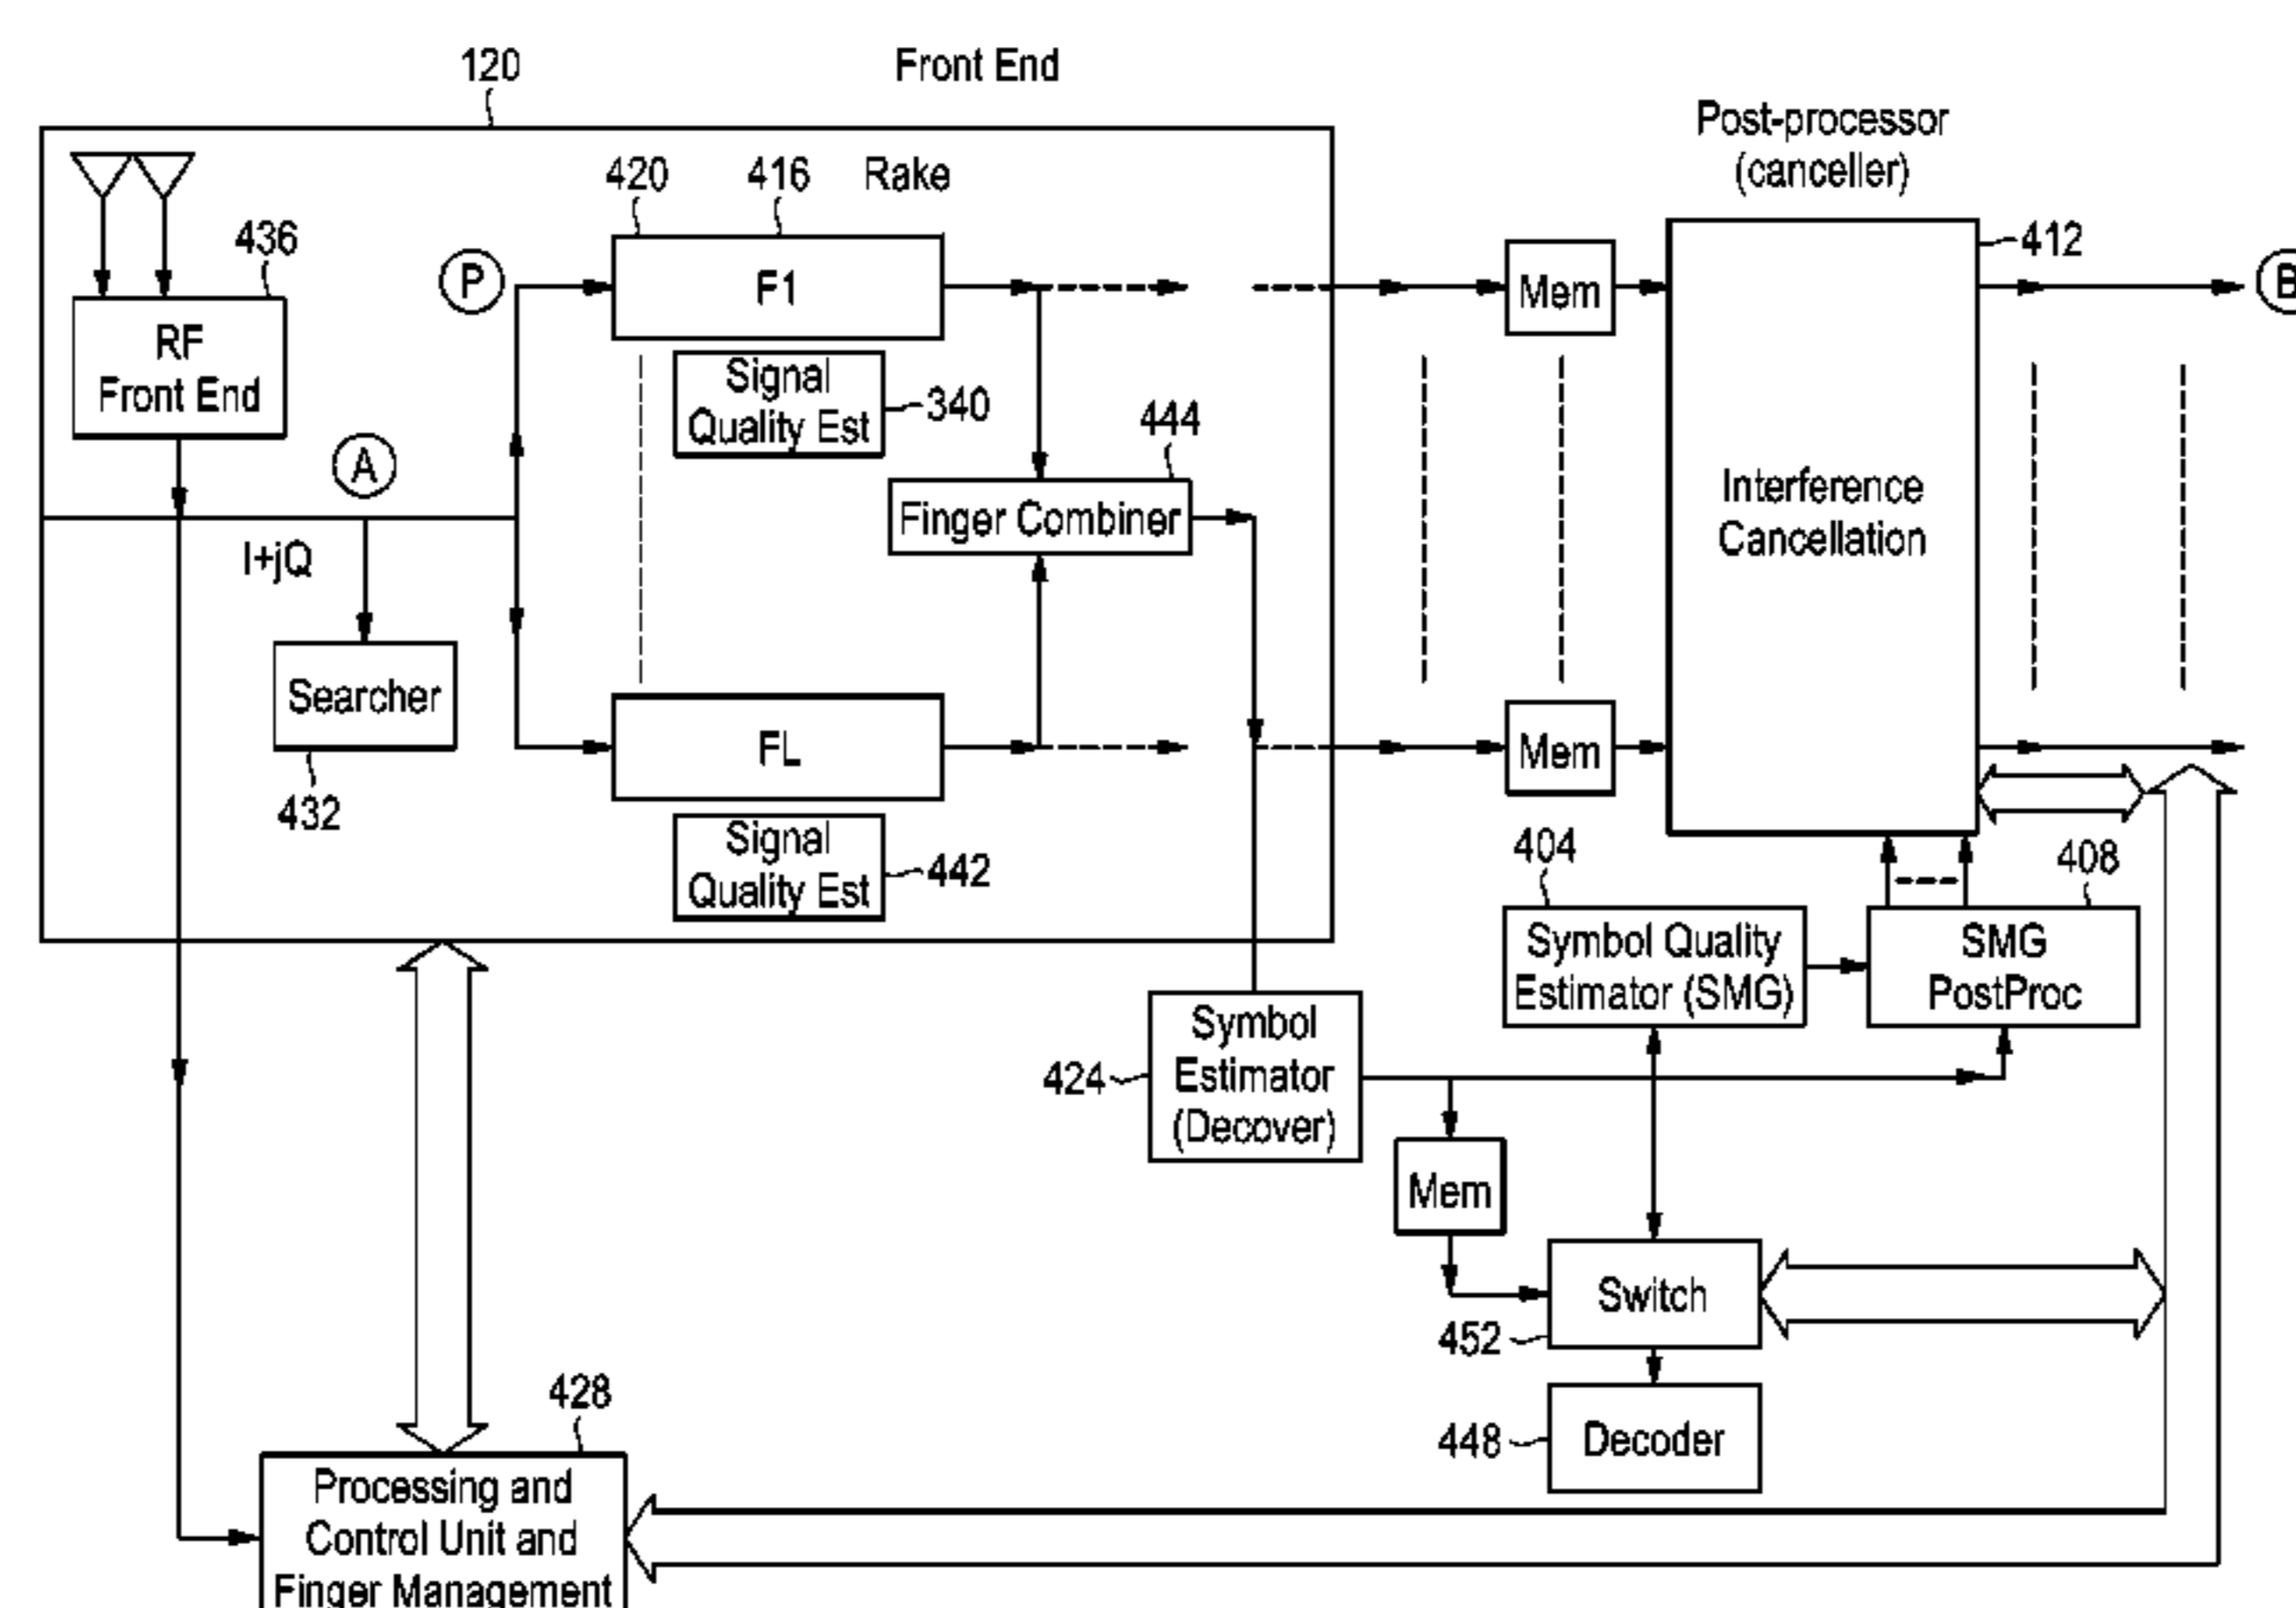 120
Front End
Post-processor
(canceller)
420
416
Rake
436
P
F1
Mem
412
B
RF
Front End
Signal
Quality Est
340
A
444
Finger Combiner
Interference
Cancellation
I+jQ
Searcher
432
FL
Mem
Signal
Quality Est
442
404
408
Symbol Quality
Estimator (SMG)
SMG
PostProc
424
Symbol
Estimator
(Decover)
Mem
Switch
452
428
448
Decoder
Processing and
Control Unit and
Finger Management